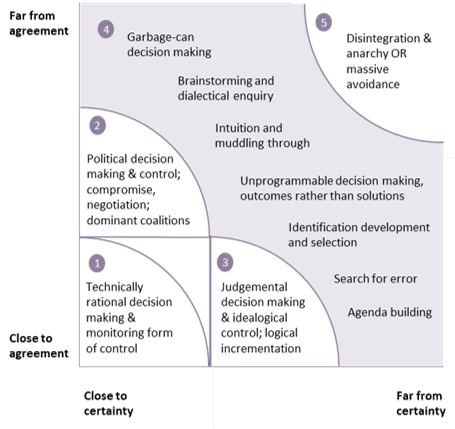 Far from
agreement
4
Garbage-can
decision making
5
Disintegration &
anarchy OR
massive
avoidance
Brainstorming and
dialectical enquiry
2
Intuition and
muddling through
Political decision
making & control;
compromise,
negotiation;
dominant coalitions
Unprogrammable decision making,
outcomes rather than solutions
Identification development
and selection
1
Technically
rational decision
making &
monitoring form
of control
3
Judgemental
decision making
& idealogical
control; logical
incrementation
Search for error
Agenda building
Close to
agreement
Close to
certainty
Far from
certainty